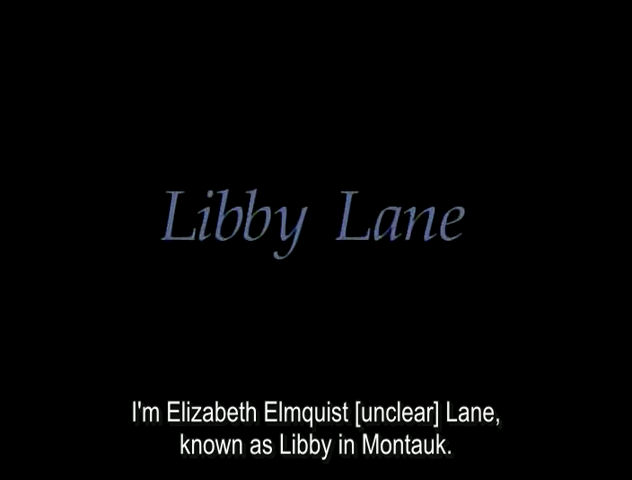 Libby Lane
I'm Elizabeth Elmquist [unclear] Lane,
known as Libby in Montauk.